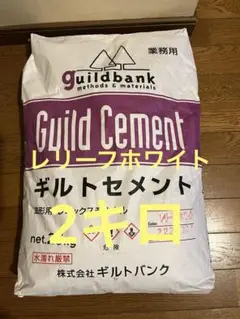 業務用
guildbank
methods & materials
Guild Cement
レリーフホワイト
ギルトセメント
2キロ
net.
水濡れ厳禁
株式会社ギルトバンク